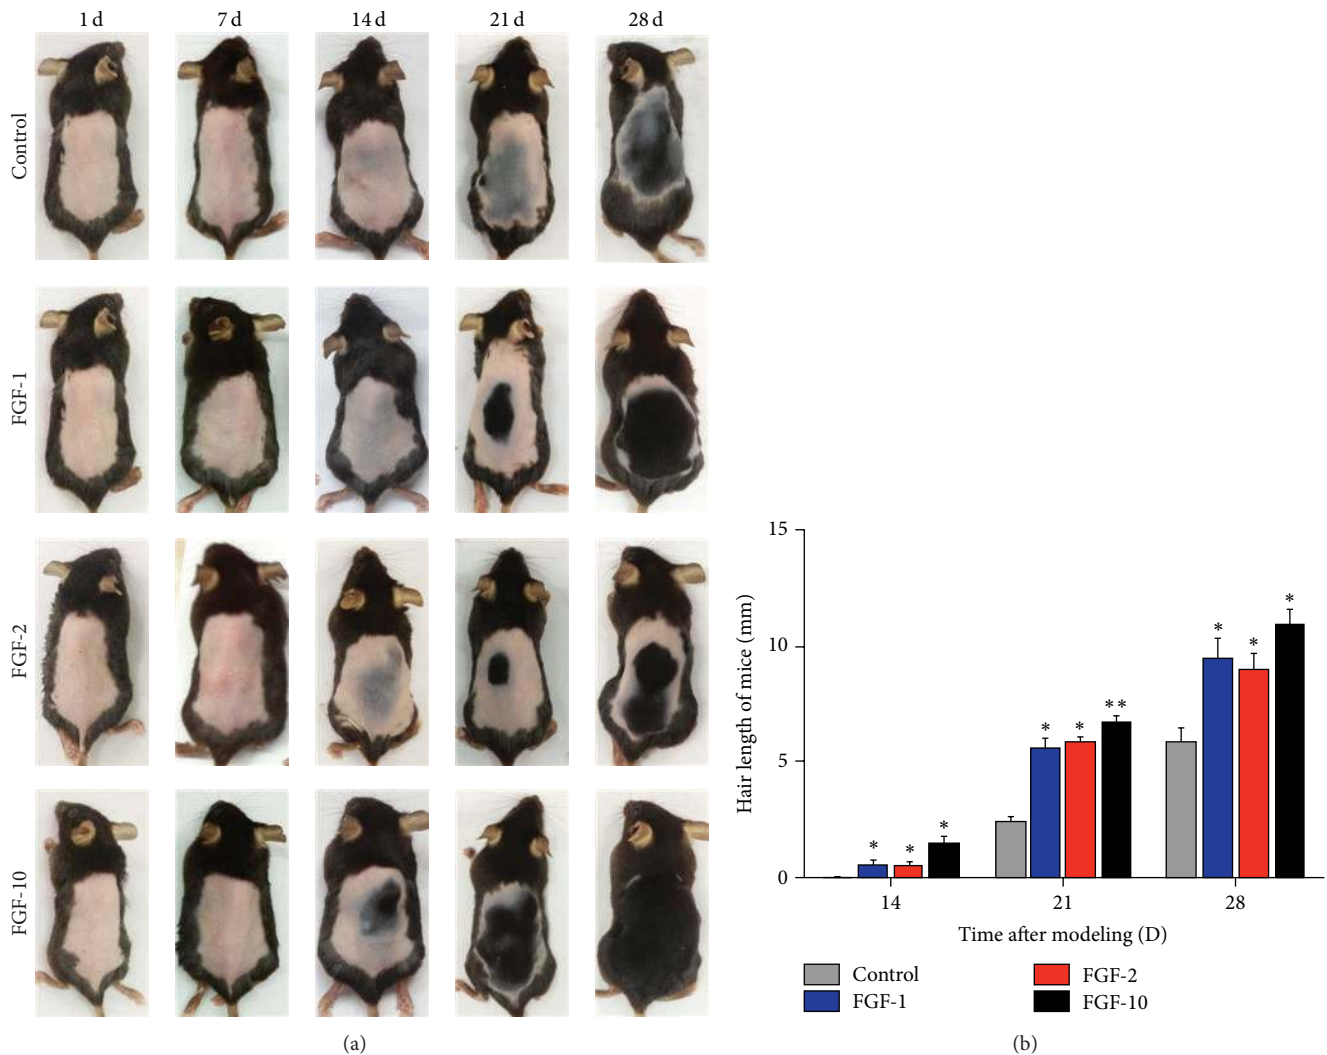 1 d 7 d 14 d 21 d 28 d
Control
FGF-1
FGF-2
FGF-10
(a)
15
10
5
0
Hair length of mice (mm)
* * *
* * **
* * *
14 21 28
Time after modeling (D)
Control FGF-2
FGF-1 FGF-10
(b)